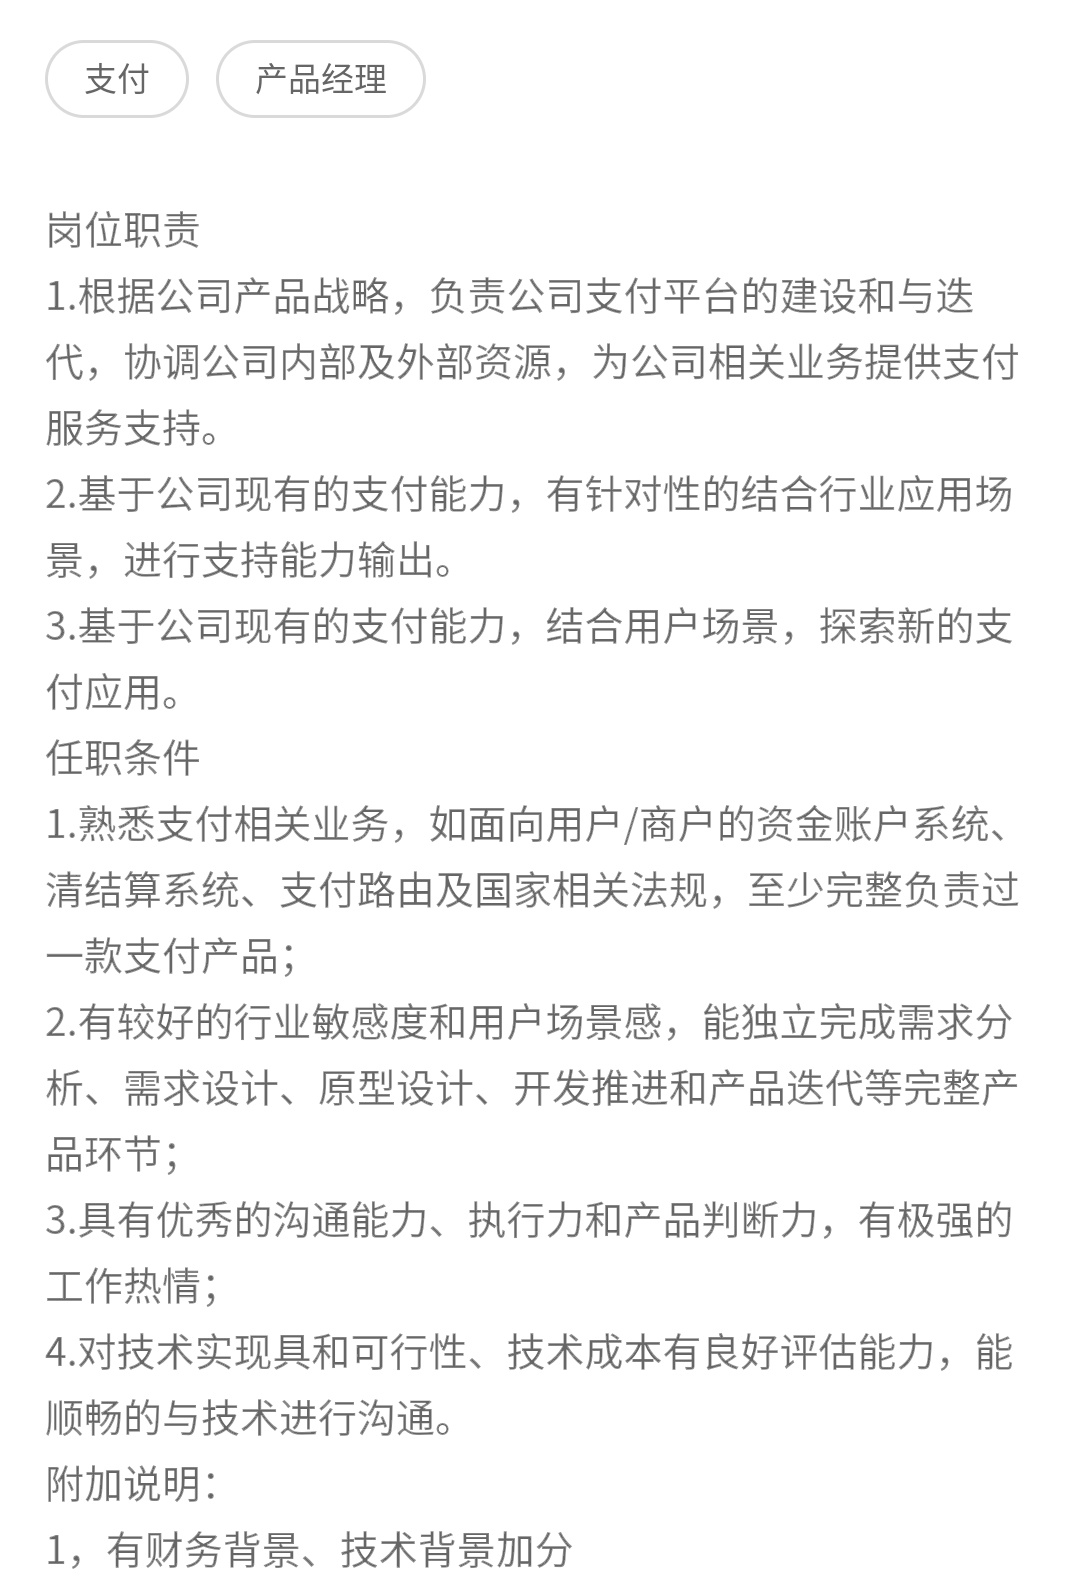 支付
产品经理
岗位职责
1.根据公司产品战略，负责公司支付平台的建设和与迭
代，协调公司内部及外部资源，为公司相关业务提供支付
服务支持。
2.基于公司现有的支付能力，有针对性的结合行业应用场
景，进行支持能力输出。
3.基于公司现有的支付能力，结合用户场景，探索新的支
付应用。
任职条件
1.熟悉支付相关业务，如面向用户/商户的资金账户系统、
清结算系统、支付路由及国家相关法规，至少完整负责过
一款支付产品；
2.有较好的行业敏感度和用户场景感，能独立完成需求分
析、需求设计、原型设计、开发推进和产品迭代等完整产
品环节；
3.具有优秀的沟通能力、执行力和产品判断力，有极强的
工作热情；
4.对技术实现具和可行性、技术成本有良好评估能力，能
顺畅的与技术进行沟通。
附加说明：
1，有财务背景、技术背景加分